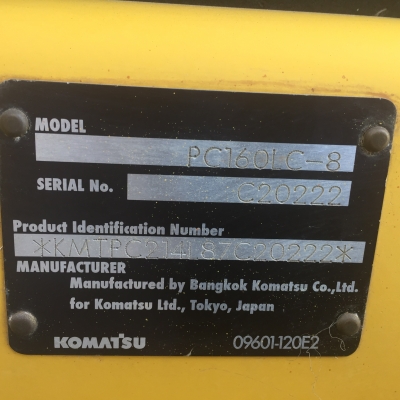 MODEL
PC160LC-8
SERIAL No.
C20222
Product Identification Number
*KMTPC214L87C20222*
MANUFACTURER
Manufactured by Bangkok Komatsu Co.,Ltd.
for Komatsu Ltd., Tokyo, Japan
KOMATSU
09601-120E2